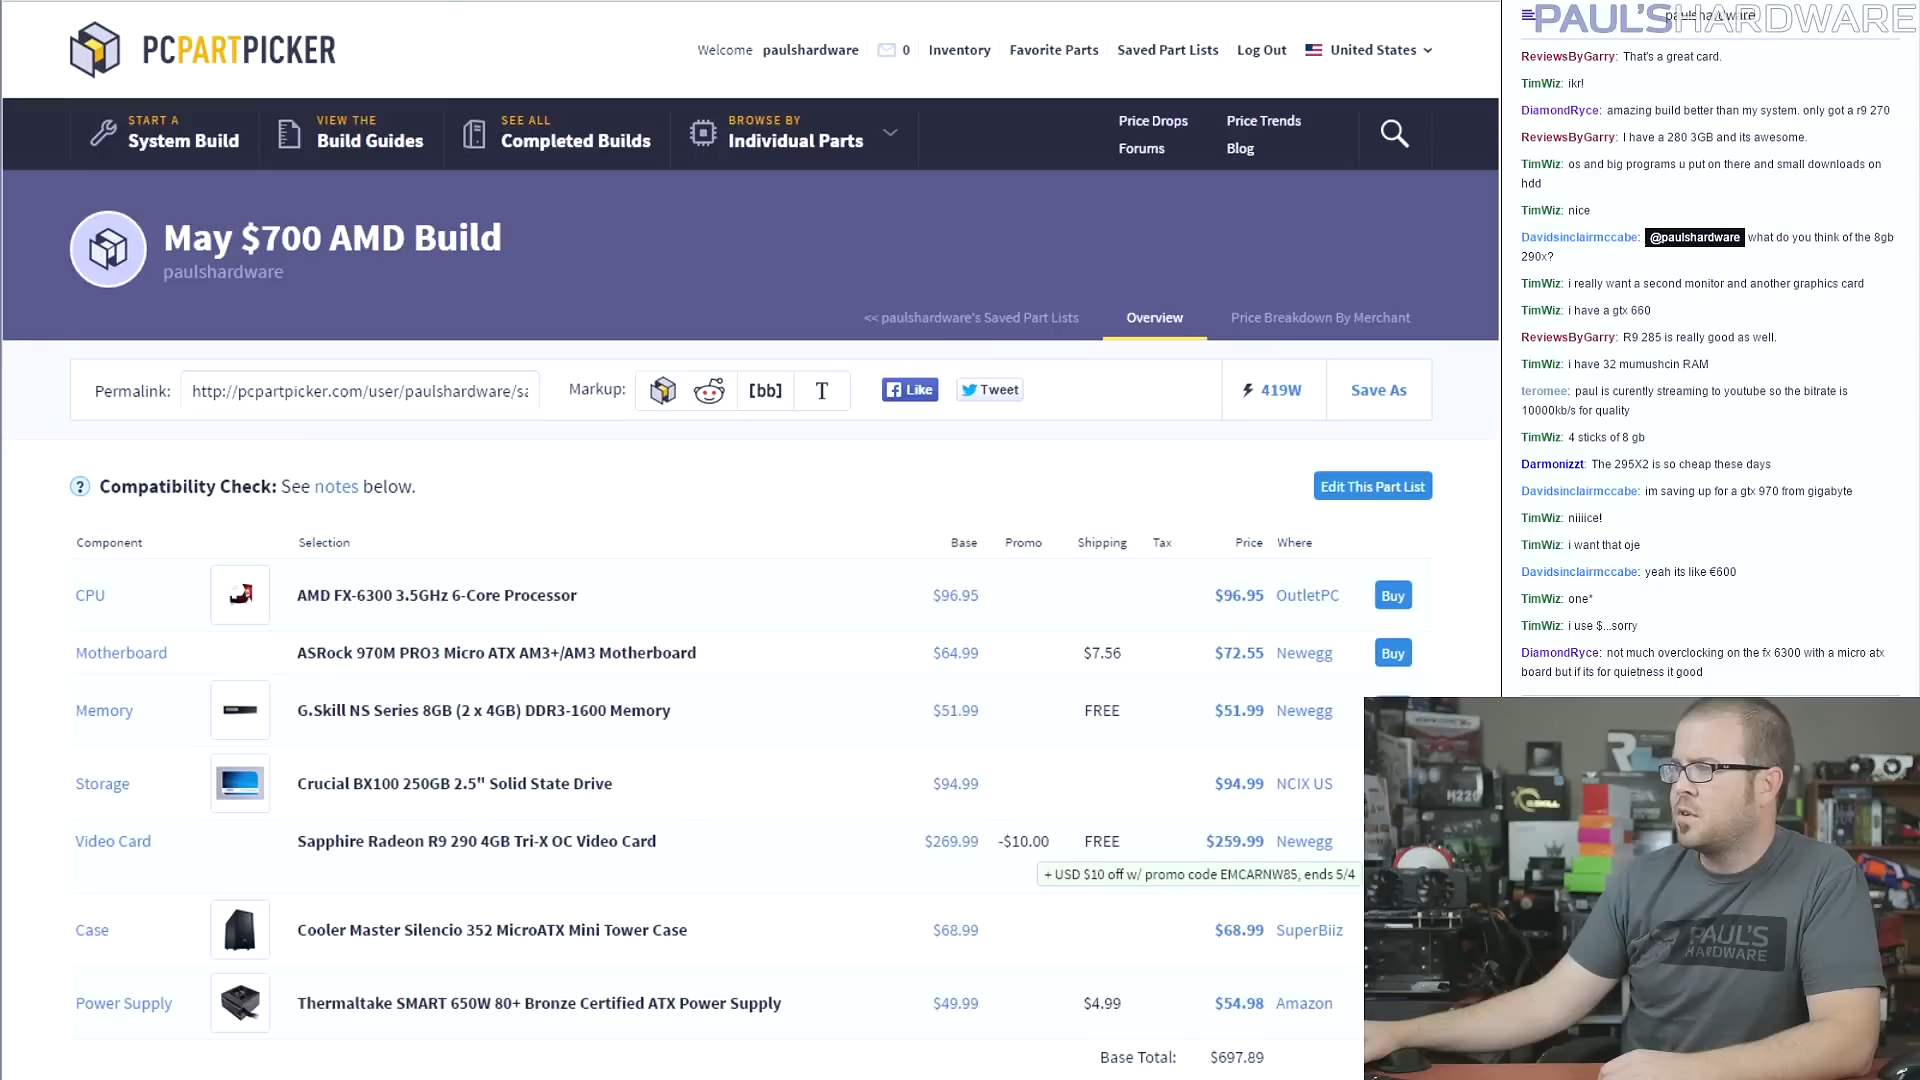 PCPARTPICKER
Welcome paulshardware 0 Inventory Favorite Parts Saved Part Lists Log Out United States
START A
System Build
VIEW THE
Build Guides
SEE ALL
Completed Builds
BROWSE BY
Individual Parts
Price Drops Price Trends
Forums Blog
May $700 AMD Build
paulshardware
<< paulshardware's Saved Part Lists Overview Price Breakdown By Merchant
Permalink: http://pcpartpicker.com/user/paulshardware/sa Markup: [bb] T Like Tweet 419W Save As
? Compatibility Check: See notes below. Edit This Part List
Component Selection Base Promo Shipping Tax Price Where
CPU AMD FX-6300 3.5GHz 6-Core Processor $96.95 $96.95 OutletPC Buy
Motherboard ASRock 970M PRO3 Micro ATX AM3+/AM3 Motherboard $64.99 $7.56 $72.55 Newegg Buy
Memory G.Skill NS Series 8GB (2 x 4GB) DDR3-1600 Memory $51.99 FREE $51.99 Newegg
Storage Crucial BX100 250GB 2.5" Solid State Drive $94.99 $94.99 NCIX US
Video Card Sapphire Radeon R9 290 4GB Tri-X OC Video Card $269.99 -$10.00 FREE $259.99 Newegg
+ USD $10 off w/ promo code EMCARNW85, ends 5/4
Case Cooler Master Silencio 352 MicroATX Mini Tower Case $68.99 $68.99 SuperBiiz
Power Supply Thermaltake SMART 650W 80+ Bronze Certified ATX Power Supply $49.99 $4.99 $54.98 Amazon
Base Total: $697.89
PAUL'SHARDWARE
paulshardware
ReviewsByGarry: That's a great card.
TimWiz: ikr!
DiamondRyce: amazing build better than my system. only got a r9 270
ReviewsByGarry: I have a 280 3GB and its awesome.
TimWiz: os and big programs u put on there and small downloads on
hdd
TimWiz: nice
Davidsinclairmccabe: @paulshardware what do you think of the 8gb
290x?
TimWiz: i really want a second monitor and another graphics card
TimWiz: i have a gtx 660
ReviewsByGarry: R9 285 is really good as well.
TimWiz: i have 32 mumushcin RAM
teromee: paul is curently streaming to youtube so the bitrate is
10000kb/s for quality
TimWiz: 4 sticks of 8 gb
Darmonizzt: The 295X2 is so cheap these days
Davidsinclairmccabe: im saving up for a gtx 970 from gigabyte
TimWiz: niiiice!
TimWiz: i want that oje
Davidsinclairmccabe: yeah its like €600
TimWiz: one*
TimWiz: i use $...sorry
DiamondRyce: not much overclocking on the fx 6300 with a micro atx
board but if its for quietness it good
H220
PAUL'S
HARDWARE